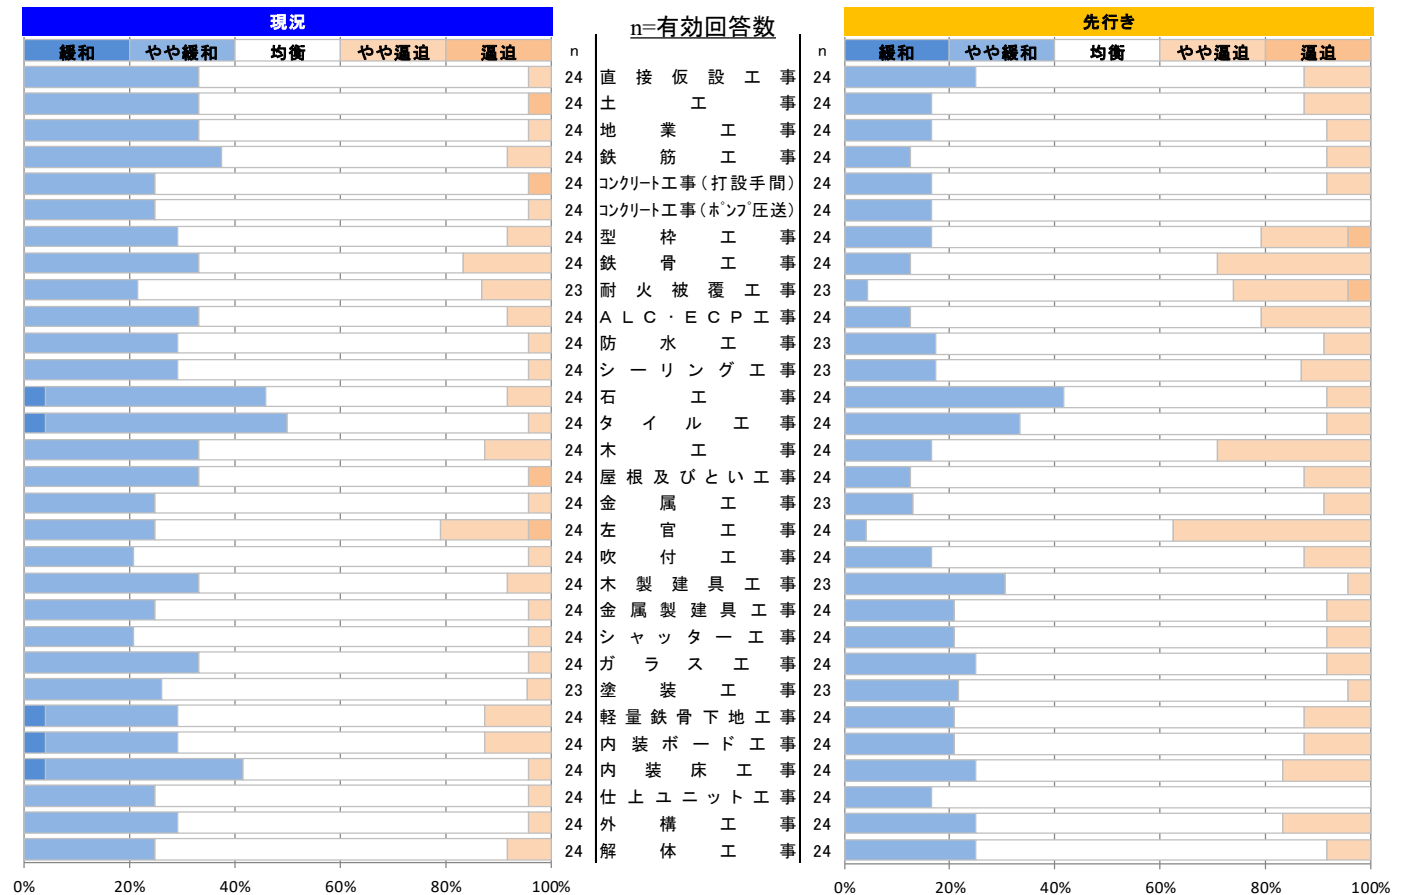 現況 n=有効回答数 先行き
緩和 やや緩和 均衡 やや逼迫 逼迫 n n 緩和 やや緩和 均衡 やや逼迫 逼迫
24 直接仮設工事 24
24 土工事 24
24 地業工事 24
24 鉄筋工事 24
24 コンクリート工事(打設手間) 24
24 コンクリート工事(ポンプ圧送) 24
24 型枠工事 24
24 鉄骨工事 24
23 耐火被覆工事 23
24 ALC・ECP工事 24
24 防水工事 23
24 シーリング工事 23
24 石工事 24
24 タイル工事 24
24 木工事 24
24 屋根及びとい工事 24
24 金属工事 23
24 左官工事 24
24 吹付工事 24
24 木製建具工事 23
24 金属製建具工事 24
24 シャッター工事 24
24 ガラス工事 24
23 塗装工事 23
24 軽量鉄骨下地工事 24
24 内装ボード工事 24
24 内装床工事 24
24 仕上ユニット工事 24
24 外構工事 24
24 解体工事 24
0% 20% 40% 60% 80% 100% 0% 20% 40% 60% 80% 100%